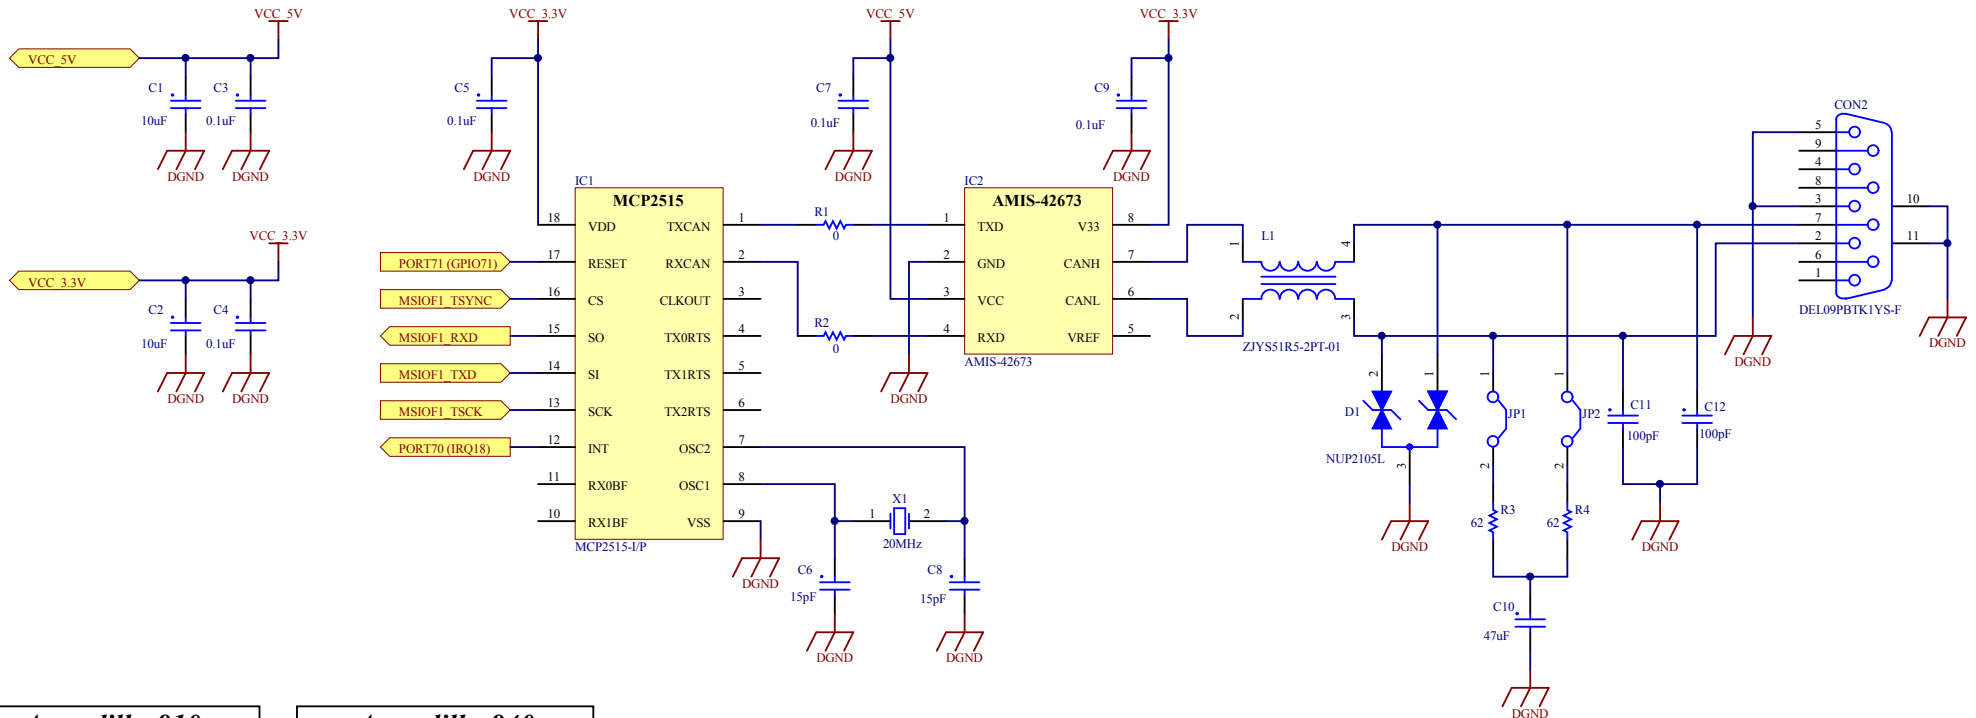 VCC_5V
VCC_5V
C1
10uF
C3
0.1uF
DGND
DGND
VCC_3.3V
VCC_3.3V
C2
10uF
C4
0.1uF
DGND
DGND
VCC_3.3V
C5
0.1uF
DGND
IC1
MCP2515
18 VDD TXCAN 1
17 RESET RXCAN 2
16 CS CLKOUT 3
15 SO TX0RTS 4
14 SI TX1RTS 5
13 SCK TX2RTS 6
12 INT OSC2 7
11 RX0BF OSC1 8
10 RX1BF VSS 9
MCP2515-I/P
PORT71 (GPIO71)
MSIOF1_TSYNC
MSIOF1_RXD
MSIOF1_TXD
MSIOF1_TSCK
PORT70 (IRQ18)
DGND
R1
0
R2
0
X1
1 2
20MHz
C6
15pF
DGND
C8
15pF
DGND
VCC_5V
C7
0.1uF
DGND
VCC_3.3V
C9
0.1uF
DGND
IC2
AMIS-42673
1 TXD V33 8
2 GND CANH 7
3 VCC CANL 6
4 RXD VREF 5
AMIS-42673
DGND
L1
1 4
2 3
ZJYS51R5-2PT-01
D1
2 1
3
NUP2105L
DGND
1 JP1 2
1 JP2 2
R3
62
R4
62
C10
47uF
DGND
C11
100pF
C12
100pF
DGND
CON2
5
9
4
8
3
7
2
6
1
10
11
DEL09PBTK1YS-F
DGND
DGND